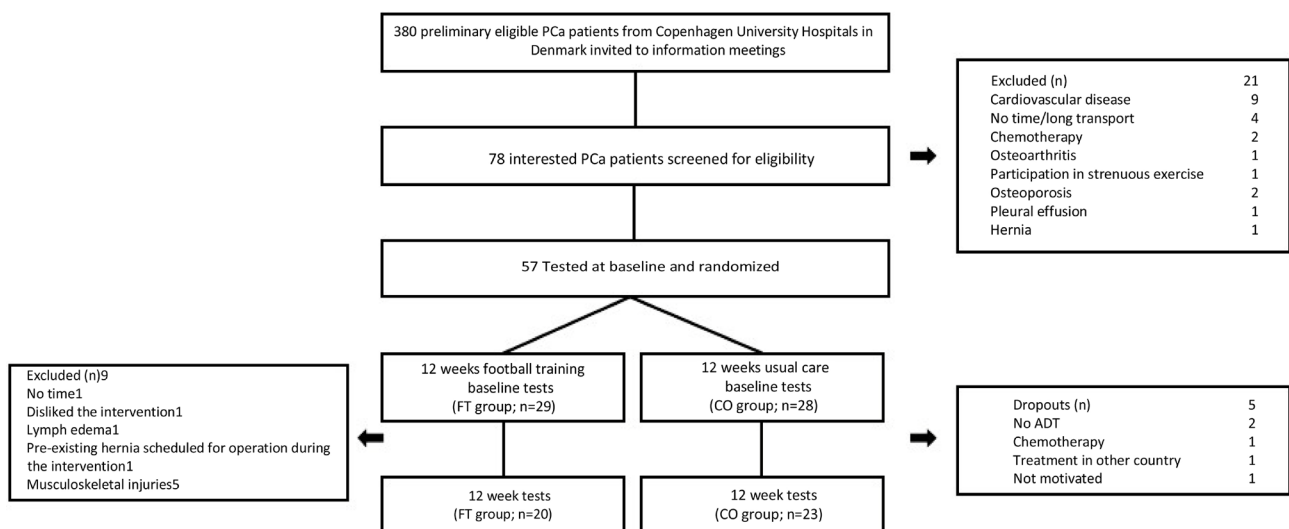 380 preliminary eligible PCa patients from Copenhagen University Hospitals in
Denmark invited to information meetings
Excluded (n) 21
Cardiovascular disease 9
No time/long transport 4
Chemotherapy 2
Osteoarthritis 1
Participation in strenuous exercise 1
Osteoporosis 2
Pleural effusion 1
Hernia 1
78 interested PCa patients screened for eligibility
57 Tested at baseline and randomized
12 weeks football training
baseline tests
(FT group; n=29)
12 weeks usual care
baseline tests
(CO group; n=28)
Excluded (n)9
No time1
Disliked the intervention1
Lymph edema1
Pre-existing hernia scheduled for operation during
the intervention1
Musculoskeletal injuries5
Dropouts (n) 5
No ADT 2
Chemotherapy 1
Treatment in other country 1
Not motivated 1
12 week tests
(FT group; n=20)
12 week tests
(CO group; n=23)